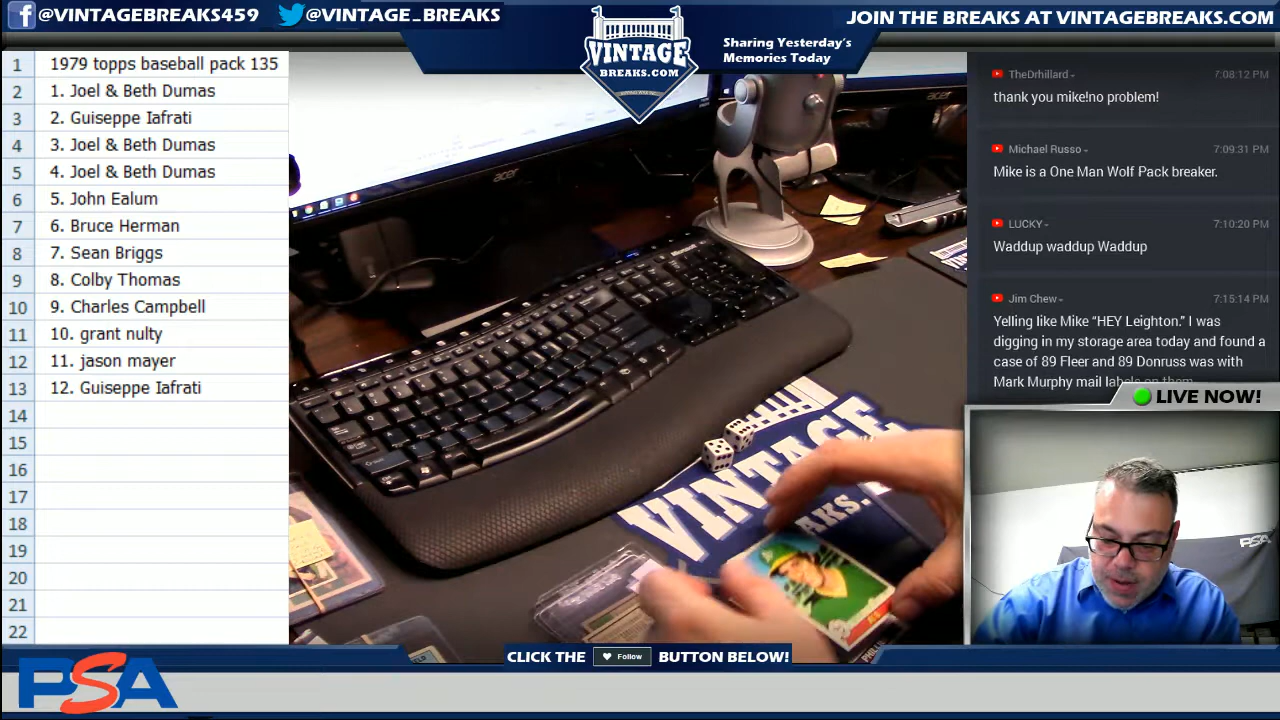 @VINTAGEBREAKS459
@VINTAGE_BREAKS
VINTAGE
BREAKS.COM
Sharing Yesterday's
Memories Today
JOIN THE BREAKS AT VINTAGEBREAKS.COM
1 1979 topps baseball pack 135
2 1. Joel & Beth Dumas
3 2. Guiseppe Iafrati
4 3. Joel & Beth Dumas
5 4. Joel & Beth Dumas
6 5. John Ealum
7 6. Bruce Herman
8 7. Sean Briggs
9 8. Colby Thomas
10 9. Charles Campbell
11 10. grant nulty
12 11. jason mayer
13 12. Guiseppe Iafrati
14
15
16
17
18
19
20
21
22
acer
acer
VINTAGE
AKS.
A'S
PHILLI
TheDrhillard 7:08:12 PM
thank you mike!no problem!
Michael Russo 7:09:31 PM
Mike is a One Man Wolf Pack breaker.
LUCKY 7:10:20 PM
Waddup waddup Waddup
Jim Chew 7:15:14 PM
Yelling like Mike “HEY Leighton.” I was
digging in my storage area today and found a
case of 89 Fleer and 89 Donruss was with
Mark Murphy mail labels on them
LIVE NOW!
PSA
CLICK THE Follow BUTTON BELOW!
PSA